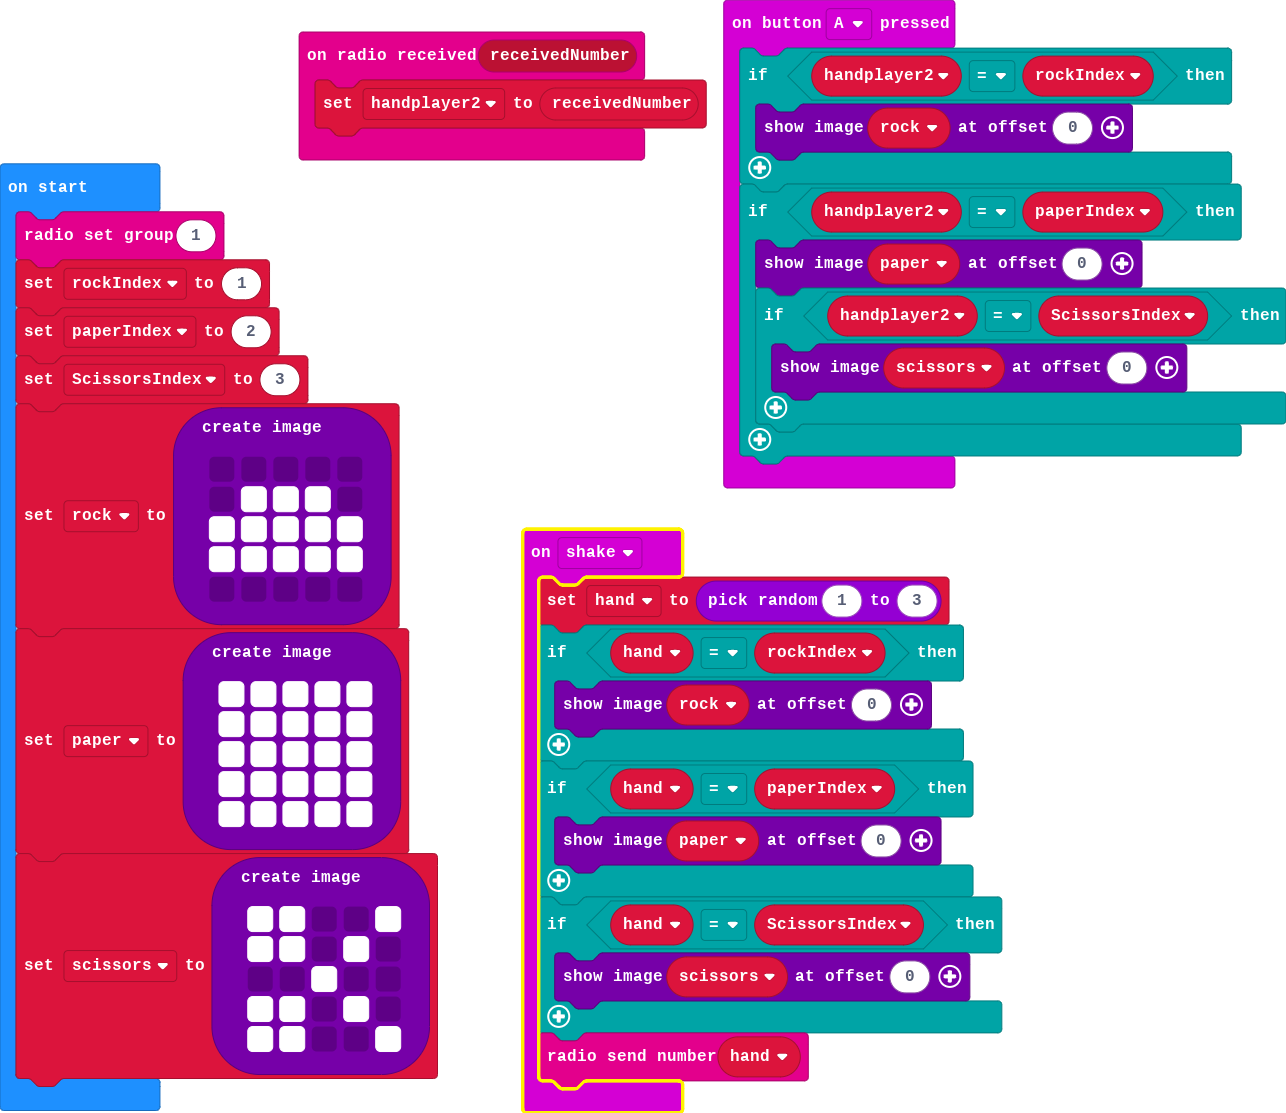 on radio received receivedNumber
set handplayer2 to receivedNumber
on button A pressed
if handplayer2 = rockIndex then
show image rock at offset 0
if handplayer2 = paperIndex then
show image paper at offset 0
if handplayer2 = ScissorsIndex then
show image scissors at offset 0
on start
radio set group 1
set rockIndex to 1
set paperIndex to 2
set ScissorsIndex to 3
create image
set rock to
create image
set paper to
create image
set scissors to
on shake
set hand to pick random 1 to 3
if hand = rockIndex then
show image rock at offset 0
if hand = paperIndex then
show image paper at offset 0
if hand = ScissorsIndex then
show image scissors at offset 0
radio send number hand